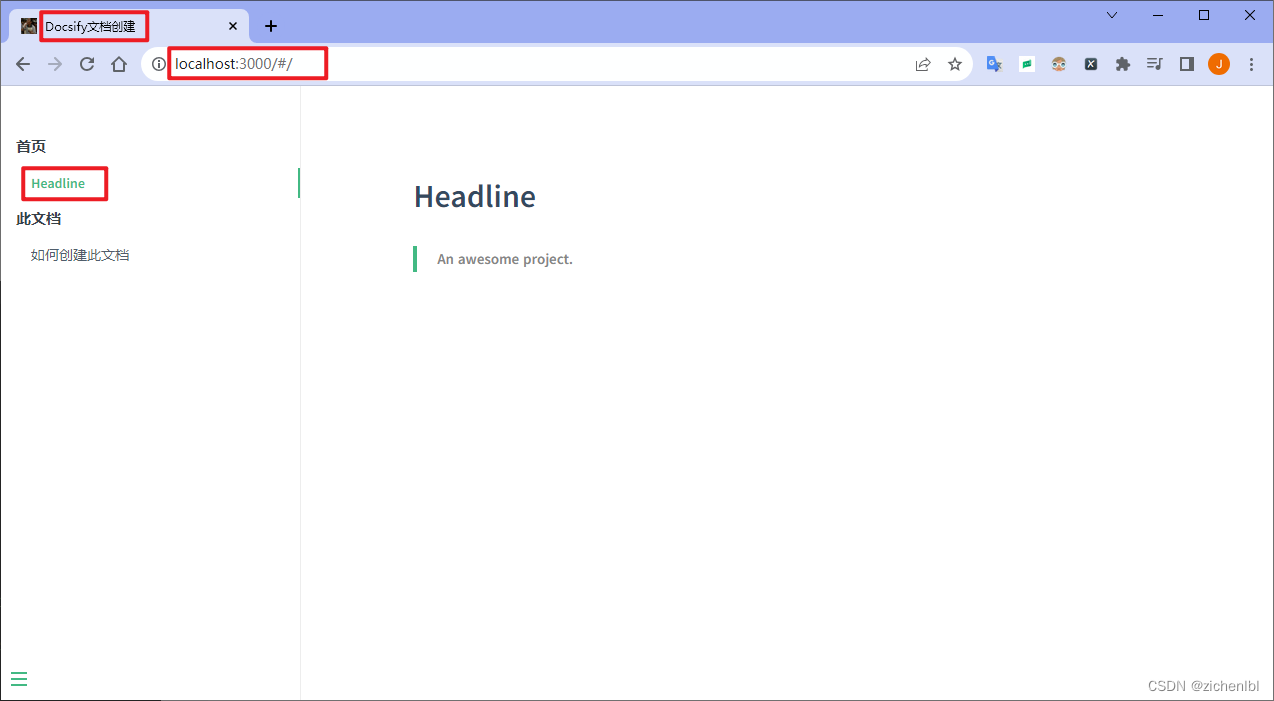 Docsify文档创建
localhost:3000/#/
J
首页
Headline
此文档
如何创建此文档
Headline
An awesome project.
CSDN @zichenlbl